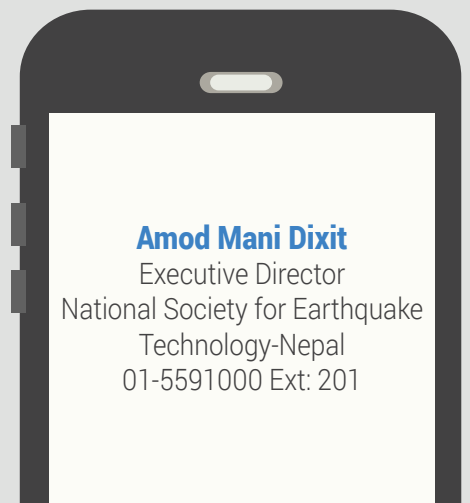 Amod Mani Dixit
Executive Director
National Society for Earthquake
Technology-Nepal
01-5591000 Ext: 201